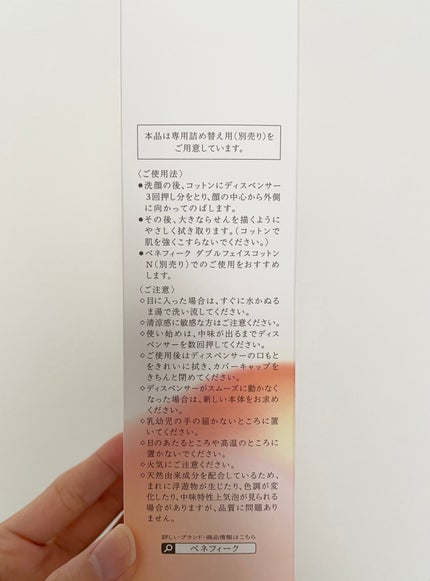 本品は専用詰め替え用(別売り)を
ご用意しています。
〈ご使用法〉
●洗顔の後、コットンにディスペンサー
3回押し分をとり、顔の中心から外側
に向かってのばします。
●その後、大きならせんを描くように
やさしく拭き取ります。(コットンで
肌を強くこすらないでください。)
●ベネフィーク ダブルフェイスコットン
N(別売り)でのご使用をおすすめ
します。
〈ご注意〉
◇目に入った場合は、すぐに水かぬる
ま湯で洗い流してください。
◇清涼感に敏感な方はご注意ください。
◇使い始めは、中味が出るまでディス
ペンサーを数回押してください。
◇ご使用後はディスペンサーの口もと
をきれいに拭き、カバーキャップを
きちんと閉めてください。
◇ディスペンサーがスムーズに動かなく
なった場合は、新しい本体をお求め
ください。
◇乳幼児の手の届かないところに置
いてください。
◇日のあたるところや高温のところに
置かないでください。
◇火気にご注意ください。
◇天然由来成分を配合しているため、
まれに浮遊物が生じたり、色調が変
化したり、中味特性上気泡が見られる
場合がありますが、品質に問題あり
ません。
詳しいブランド・商品情報はこちら
ベネフィーク